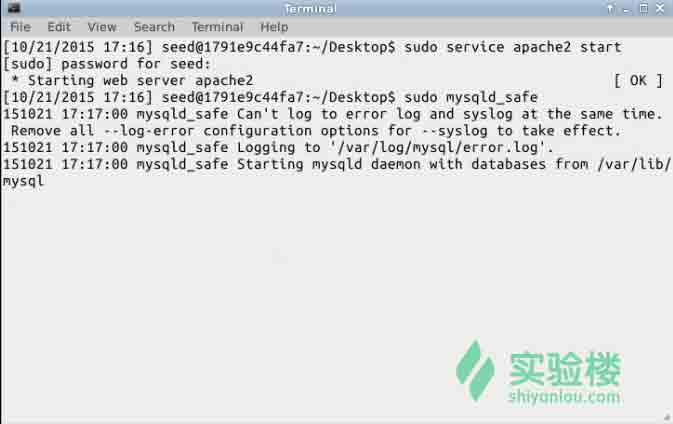 Terminal
File Edit View Search Terminal Help
[10/21/2015 17:16] seed@1791e9c44fa7:~/Desktop$ sudo service apache2 start
[sudo] password for seed:
 * Starting web server apache2 [ OK ]
[10/21/2015 17:16] seed@1791e9c44fa7:~/Desktop$ sudo mysqld_safe
151021 17:17:00 mysqld_safe Can't log to error log and syslog at the same time.
 Remove all --log-error configuration options for --syslog to take effect.
151021 17:17:00 mysqld_safe Logging to '/var/log/mysql/error.log'.
151021 17:17:00 mysqld_safe Starting mysqld daemon with databases from /var/lib/
mysql
实验楼
shiyanlou.com